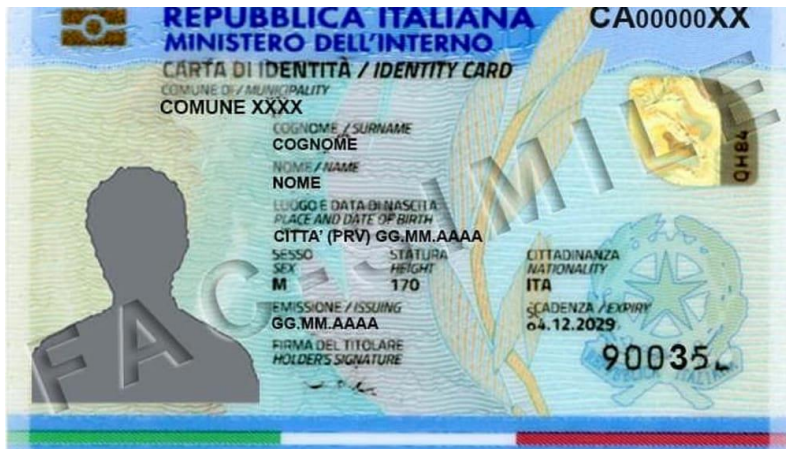 REPUBBLICA ITALIANA
CA00000XX
MINISTERO DELL'INTERNO
CARTA DI IDENTITÀ / IDENTITY CARD
COMUNE DI / MUNICIPALITY
COMUNE XXXX
COGNOME / SURNAME
COGNOME
QH84
NOME / NAME
NOME
LUOGO E DATA DI NASCITA
PLACE AND DATE OF BIRTH
CITTA' (PRV) GG.MM.AAAA
SESSO STATURA CITTADINANZA
SEX HEIGHT NATIONALITY
M 170 ITA
EMISSIONE / ISSUING SCADENZA / EXPIRY
GG.MM.AAAA 04.12.2029
FIRMA DEL TITOLARE
HOLDER'S SIGNATURE
90035
FAC-SIMILE